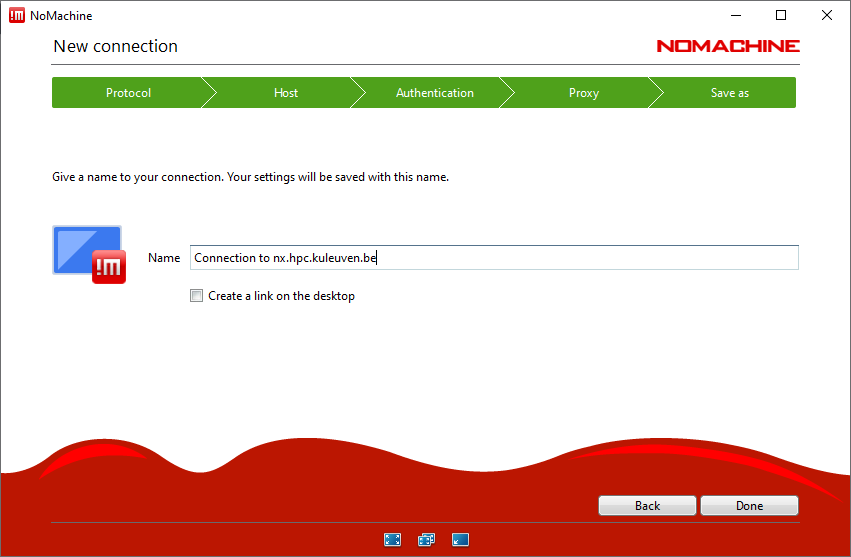 !M NoMachine
New connection
NOMACHINE
Protocol Host Authentication Proxy Save as
Give a name to your connection. Your settings will be saved with this name.
!M
Name Connection to nx.hpc.kuleuven.be
Create a link on the desktop
Back Done